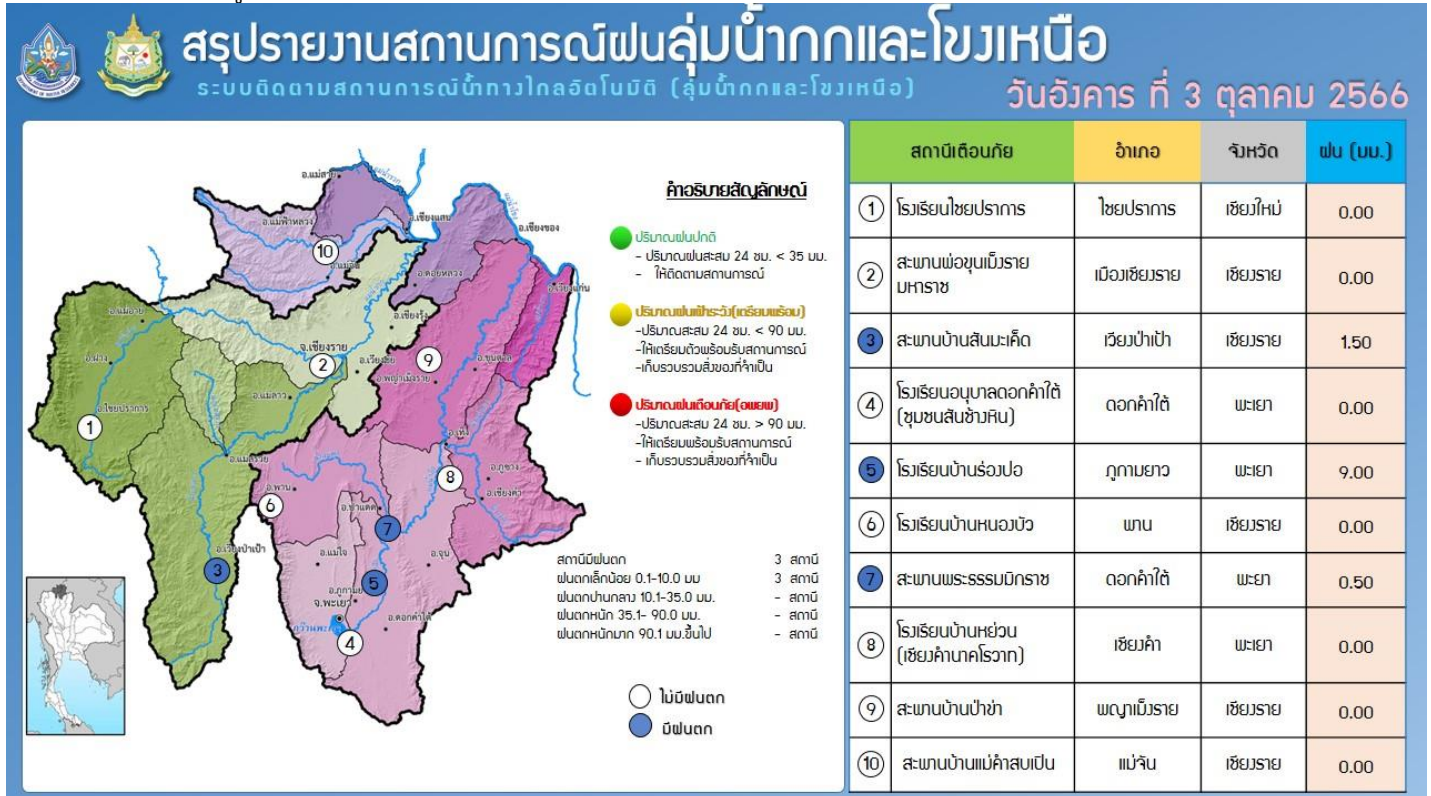 สรุปรายงานสถานการณ์ฝนลุ่มน้ำกกและโขงเหนือ
ระบบติดตามสถานการณ์น้ำทางไกลอัตโนมัติ (ลุ่มน้ำกกและโขงเหนือ)
วันอังคาร ที่ 3 ตุลาคม 2566
อ.แม่สาย
อ.แม่ฟ้าหลวง
อ.เชียงแสน
อ.เชียงของ
10
อ.แม่จัน
อ.ดอยหลวง
อ.เวียงแก่น
อ.แม่อาย
อ.เชียงรุ้ง
อ.ฝาง
จ.เชียงราย
2
อ.เวียงชัย
9
อ.ขุนตาล
อ.พญาเม็งราย
อ.แม่ลาว
อ.ไชยปราการ
1
อ.เทิง
อ.แม่สรวย
8
อ.ภูซาง
อ.เชียงคำ
อ.พาน
6
อ.ป่าแดด
7
อ.เวียงป่าเป้า
3
อ.แม่ใจ
อ.จุน
5
จ.พะเยา
อ.ดอกคำใต้
กว๊านพะเยา
4
คำอธิบายสัญลักษณ์
ปริมาณฝนปกติ
- ปริมาณฝนสะสม 24 ชม. < 35 มม.
- ให้ติดตามสถานการณ์
ปริมาณฝนเฝ้าระวัง(เตรียมพร้อม)
-ปริมาณสะสม 24 ชม. < 90 มม.
-ให้เตรียมตัวพร้อมรับสถานการณ์
-เก็บรวบรวมสิ่งของที่จำเป็น
ปริมาณฝนเตือนภัย(อพยพ)
-ปริมาณสะสม 24 ชม. > 90 มม.
-ให้เตรียมพร้อมรับสถานการณ์
- เก็บรวบรวมสิ่งของที่จำเป็น
สถานีมีฝนตก 3 สถานี
ฝนตกเล็กน้อย 0.1-10.0 มม 3 สถานี
ฝนตกปานกลาง 10.1-35.0 มม. - สถานี
ฝนตกหนัก 35.1- 90.0 มม. - สถานี
ฝนตกหนักมาก 90.1 มม.ขึ้นไป - สถานี
ไม่มีฝนตก
มีฝนตก
สถานีเตือนภัย อำเภอ จังหวัด ฝน (มม.)
1 โรงเรียนไชยปราการ ไชยปราการ เชียงใหม่ 0.00
2 สะพานพ่อขุนเม็งราย
มหาราช เมืองเชียงราย เชียงราย 0.00
3 สะพานบ้านสันมะเค็ด เวียงป่าเป้า เชียงราย 1.50
4 โรงเรียนอนุบาลดอกคำใต้
(ชุมชนสันช้างหิน) ดอกคำใต้ พะเยา 0.00
5 โรงเรียนบ้านร่องปอ ภูกามยาว พะเยา 9.00
6 โรงเรียนบ้านหนองบัว พาน เชียงราย 0.00
7 สะพานพระธรรมมิกราช ดอกคำใต้ พะยา 0.50
8 โรงเรียนบ้านหย่วน
(เชียงคำนาคโรวาท) เชียงคำ พะเยา 0.00
9 สะพานบ้านป่าข่า พญาเม็งราย เชียงราย 0.00
10 สะพานบ้านแม่คำสบเปิน แม่จัน เชียงราย 0.00